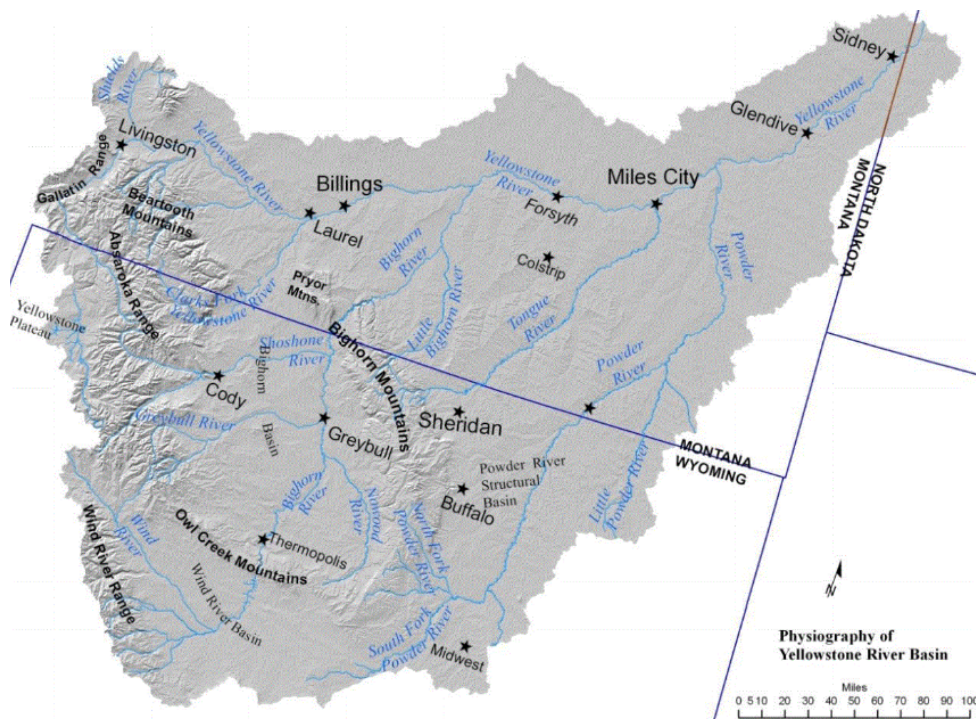 Sidney
Shields
River
Glendive
Yellowstone
River
Livingston
Gallatin Range
Yellowstone River
Beartooth
Mountains
Billings
Laurel
Yellowstone
River
Forsyth
Miles City
MONTANA
NORTH DAKOTA
Colstrip
Powder
River
Bighorn
River
Pryor
Mtns.
Absaroka Range
Clarks Fork
Yellowstone River
Little
Bighorn River
Tongue
River
Yellowstone
Plateau
Shoshone
River
Bighorn Mountains
Powder
River
Cody
Bighorn
Basin
Greybull River
Greybull
Sheridan
MONTANA
WYOMING
Powder River
Structural
Basin
Buffalo
Little
Powder River
Bighorn
River
Nowood
River
North Fork
Powder River
Wind River Range
Wind
River
Owl Creek Mountains
Thermopolis
Wind River Basin
South Fork
Powder River
Midwest
N
Physiography of
Yellowstone River Basin
Miles
0 5 10 20 30 40 50 60 70 80 90 100